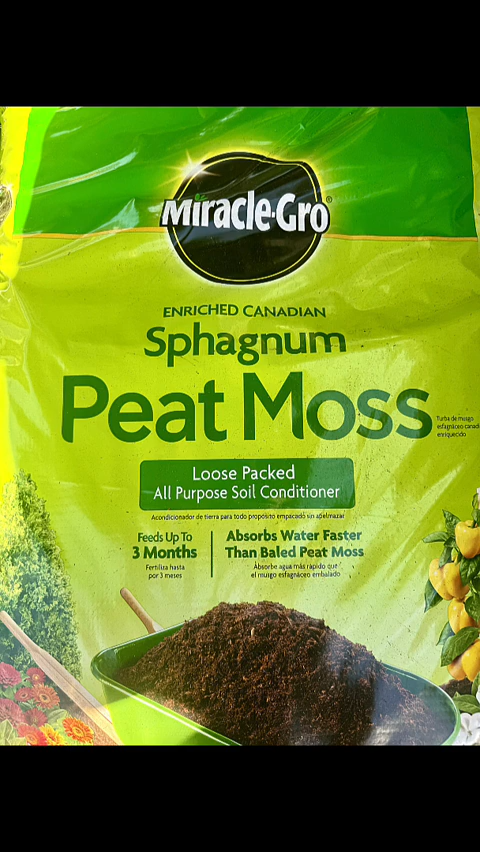 Miracle-Gro®
ENRICHED CANADIAN
Sphagnum
Peat Moss
Turba de musgo
esfagnáceo canad
enriquecido
Loose Packed
All Purpose Soil Conditioner
Acondicionador de tierra para todo propósito empacado sin apelmazar
Feeds Up To
3 Months
Fertiliza hasta
por 3 meses
Absorbs Water Faster
Than Baled Peat Moss
Absorbe agua más rápido que
el musgo esfagnáceo embalado